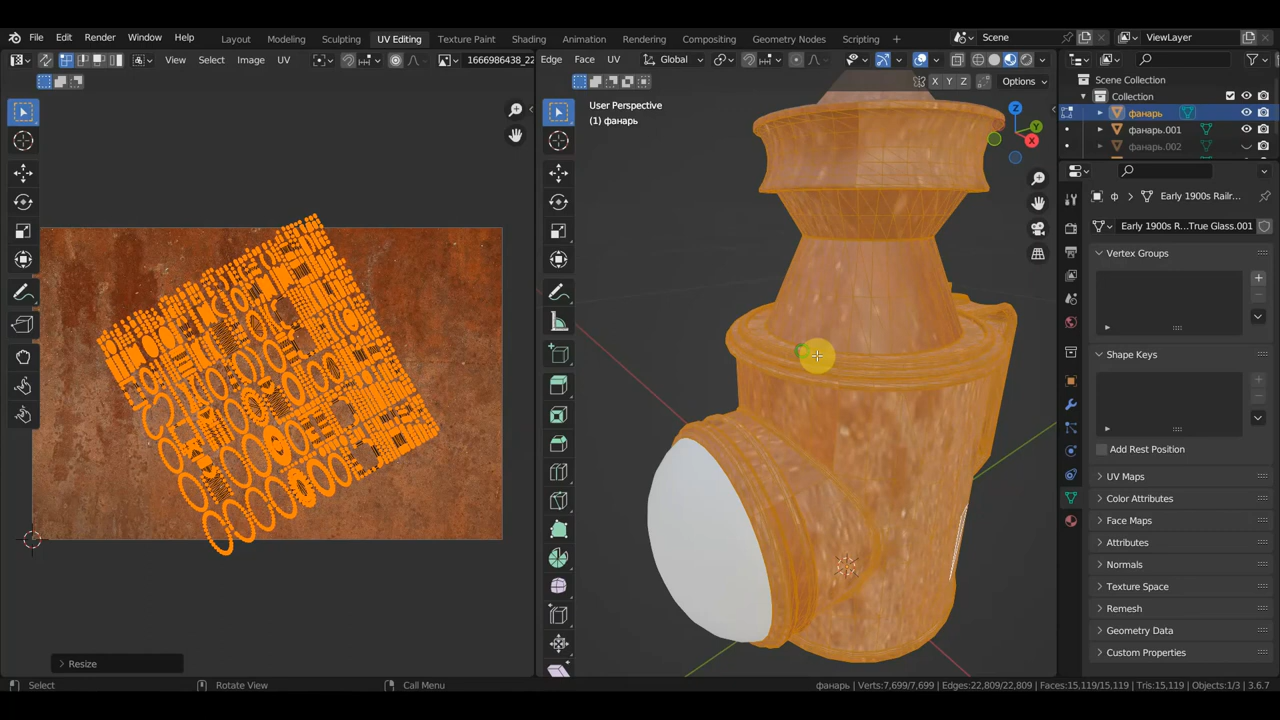 File Edit Render Window Help Layout Modeling Sculpting UV Editing Texture Paint Shading Animation Rendering Compositing Geometry Nodes Scripting + Scene ViewLayer
View Select Image UV 1666986438_22 Edge Face UV Global
X Y Z Options
Scene Collection
Collection
User Perspective
(1) фанарь
фанарь
фанарь.001
фанарь.002
Z
Y
X
ф Early 1900s Railr...
Early 1900s R...True Glass.001
Vertex Groups
Shape Keys
Add Rest Position
UV Maps
Color Attributes
Face Maps
Attributes
Normals
Texture Space
Remesh
Geometry Data
Custom Properties
Resize
Select Rotate View Call Menu фанарь | Verts:7,699/7,699 | Edges:22,809/22,809 | Faces:15,119/15,119 | Tris:15,119 | Objects:1/3 | 3.6.7